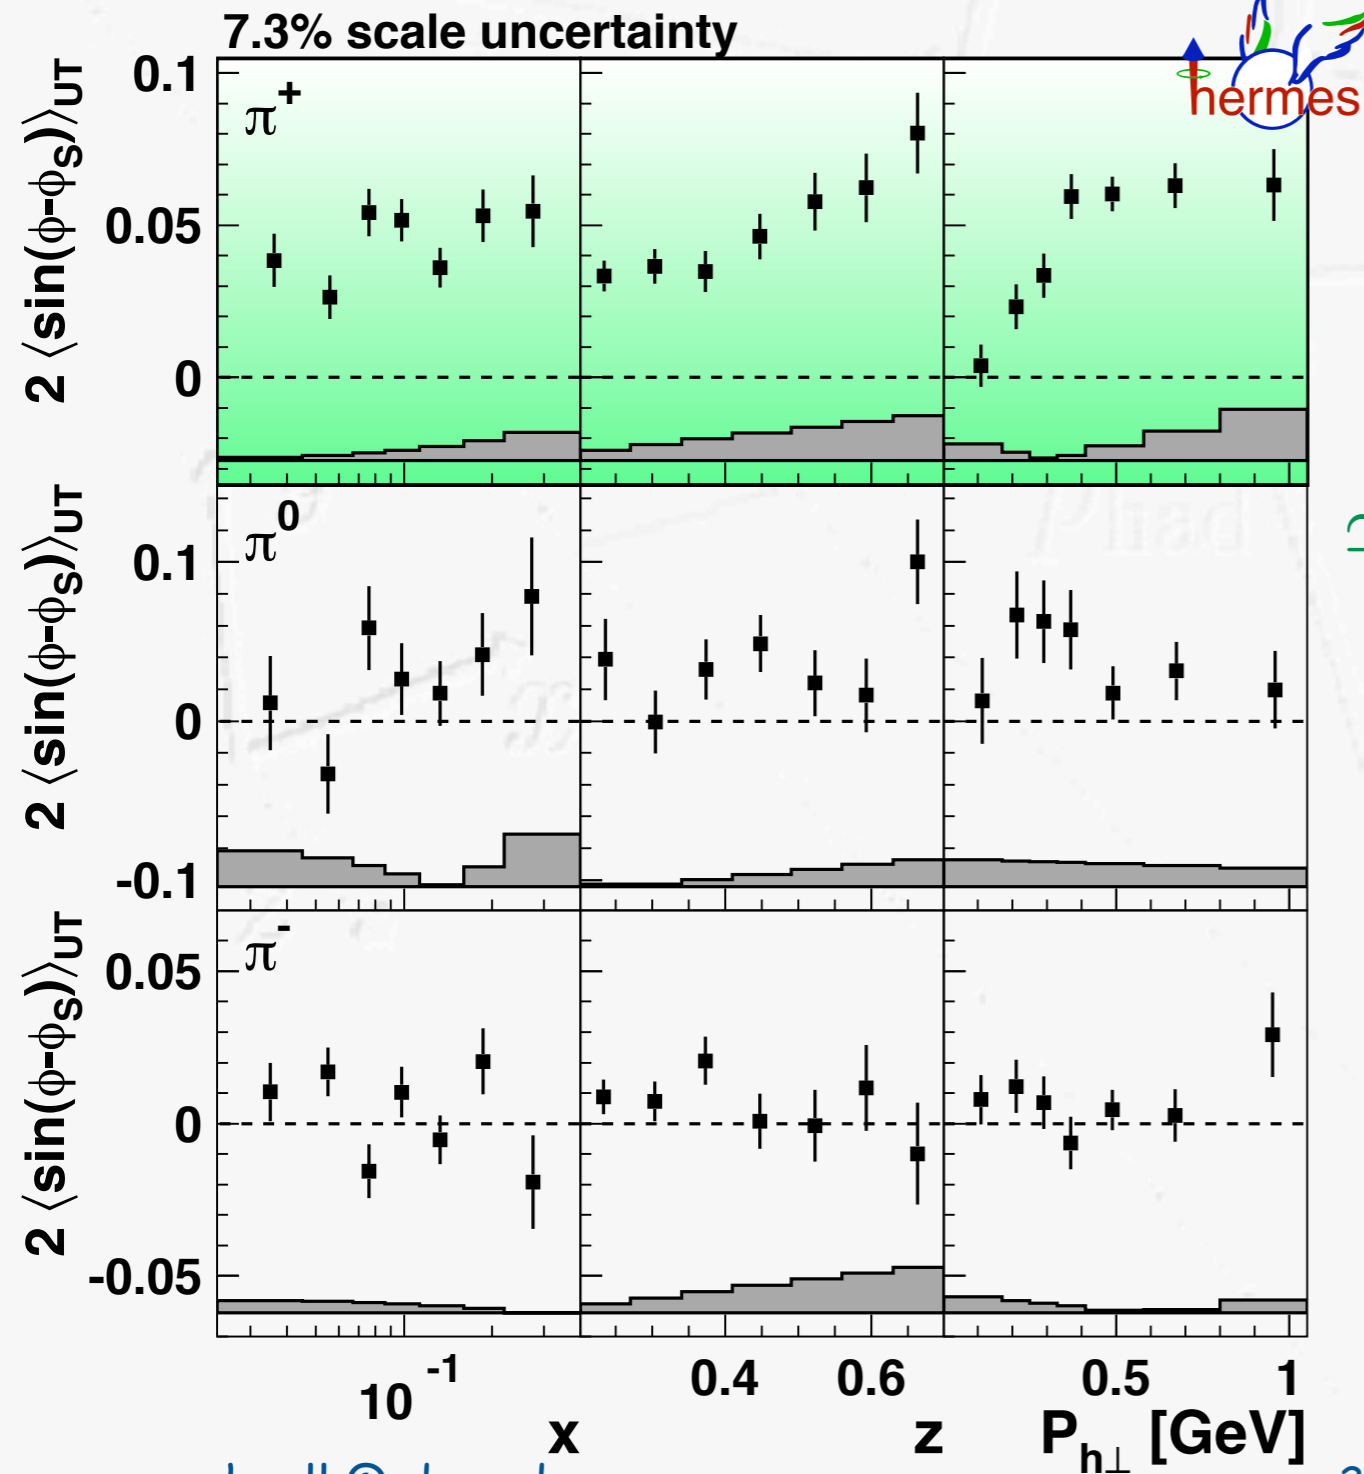 7.3% scale uncertainty
hermes
2 ⟨sin(ϕ-ϕS)⟩UT
0.1
0.05
0
π+
2 ⟨sin(ϕ-ϕS)⟩UT
0.1
0
-0.1
π0
2 ⟨sin(ϕ-ϕS)⟩UT
0.05
0
-0.05
π-
10-1
0.4 0.6
0.5 1
x
z
Ph⊥ [GeV]